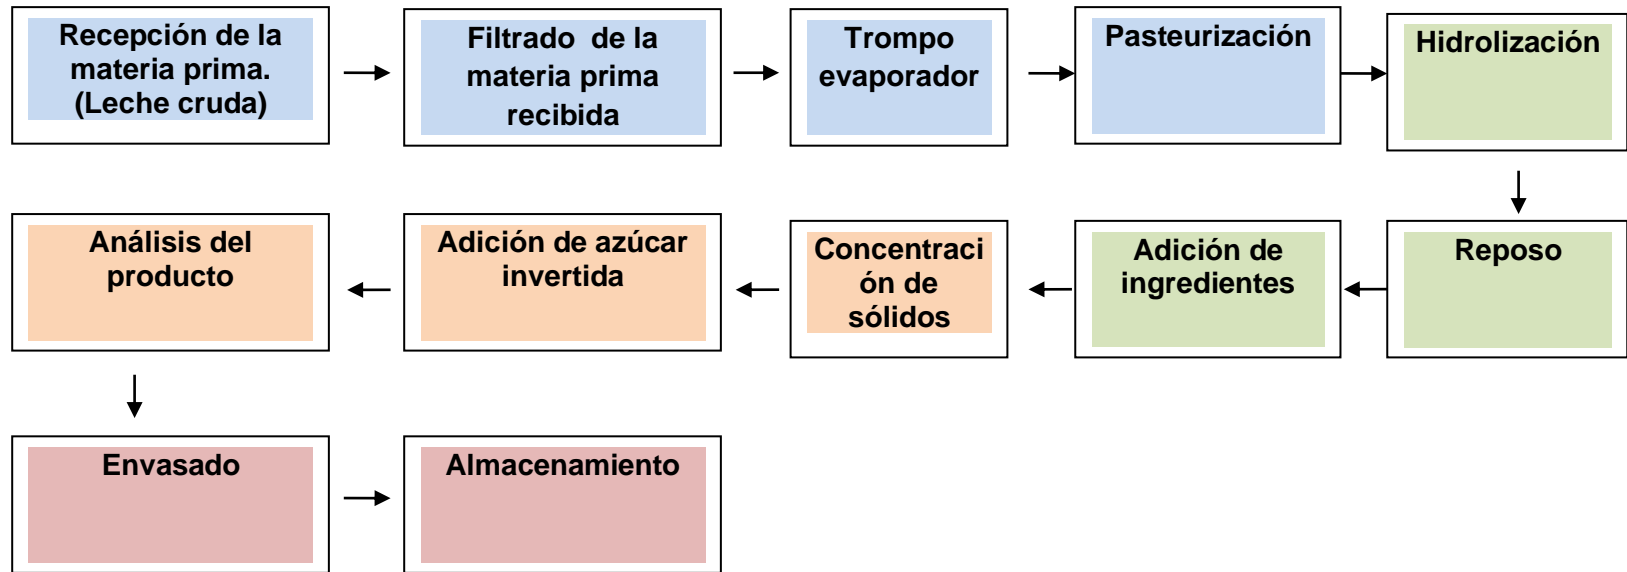 Recepción de la
materia prima.
(Leche cruda)
Filtrado de la
materia prima
recibida
Trompo
evaporador
Pasteurización
Hidrolización
Análisis del
producto
Adición de azúcar
invertida
Concentraci
ón de
sólidos
Adición de
ingredientes
Reposo
Envasado
Almacenamiento